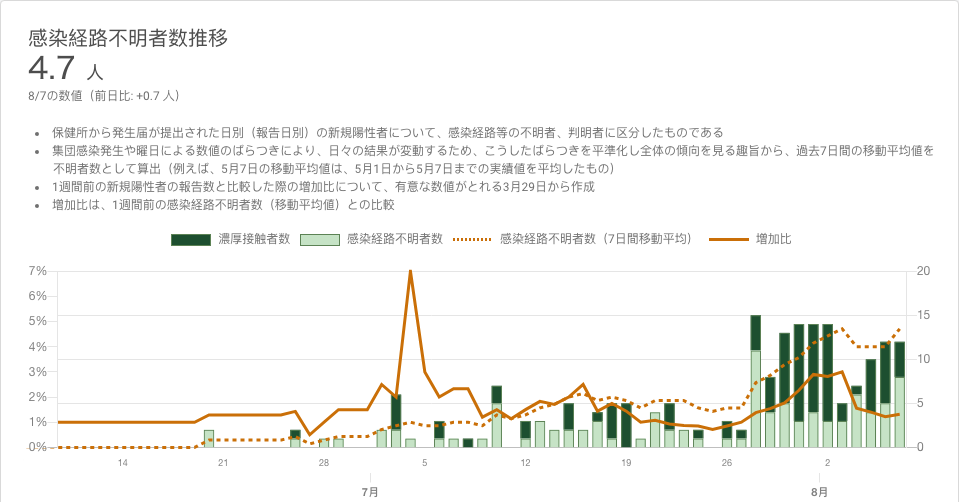 感染経路不明者数推移
4.7 人
8/7の数値（前日比: +0.7 人）
• 保健所から発生届が提出された日別（報告日別）の新規陽性者について、感染経路等の不明者、判明者に区分したものである
• 集団感染発生や曜日による数値のばらつきにより、日々の結果が変動するため、こうしたばらつきを平準化し全体の傾向を見る趣旨から、過去7日間の移動平均値を
不明者数として算出（例えば、5月7日の移動平均値は、5月1日から5月7日までの実績値を平均したもの）
• 1週間前の新規陽性者の報告数と比較した際の増加比について、有意な数値がとれる3月29日から作成
• 増加比は、1週間前の感染経路不明者数（移動平均値）との比較
濃厚接触者数 感染経路不明者数 感染経路不明者数（7日間移動平均） 増加比
7% 20
6%
5% 15
4%
3% 10
2%
1% 5
0% 0
14 21 28 5 12 19 26 2
7月 8月